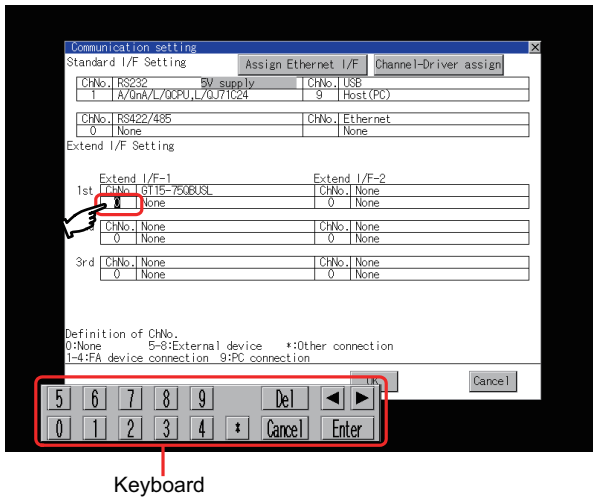 Communication setting
Standard I/F Setting Assign Ethernet I/F Channel-Driver assign
ChNo. RS232 5V supply ChNo. USB
1 A/QnA/L/QCPU,L/QJ71C24 9 Host(PC)
ChNo. RS422/485 ChNo. Ethernet
0 None None
Extend I/F Setting
Extend I/F-1 Extend I/F-2
1st ChNo. GT15-75QBUSL ChNo. None
0 None 0 None
ChNo. None ChNo. None
0 None 0 None
3rd ChNo. None ChNo. None
0 None 0 None
Definition of ChNo.
0:None 5-8:External device *:Other connection
1-4:FA device connection 9:PC connection
OK Cancel
5 6 7 8 9 Del ◀ ▶
0 1 2 3 4 * Cancel Enter
Keyboard